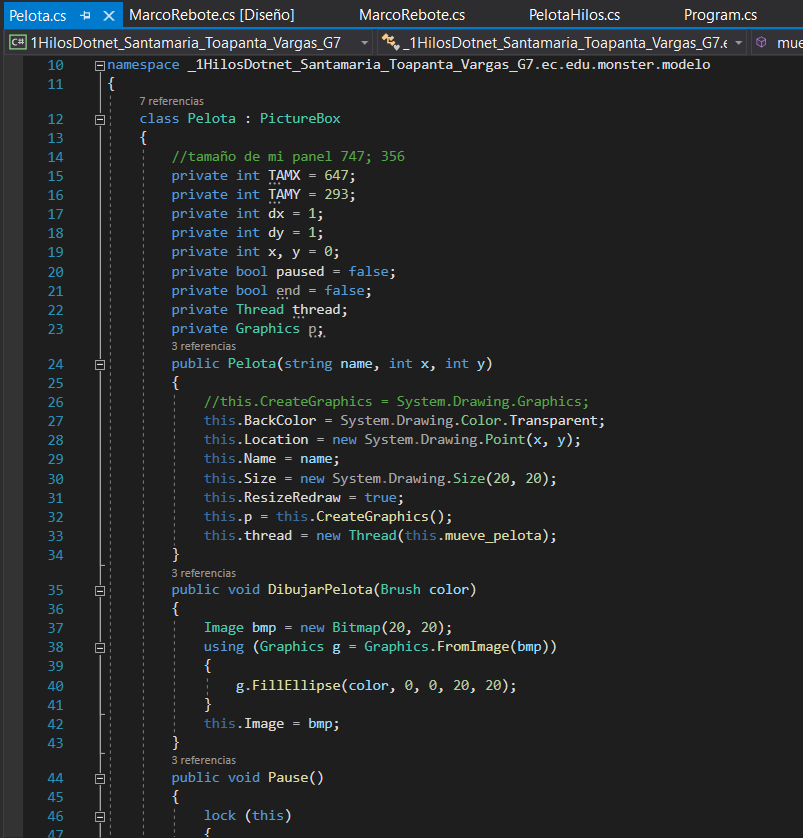 Pelota.cs
MarcoRebote.cs [Diseño]
MarcoRebote.cs
PelotaHilos.cs
Program.cs
C# 1HilosDotnet_Santamaria_Toapanta_Vargas_G7
_1HilosDotnet_Santamaria_Toapanta_Vargas_G7.e
mue
10 namespace _1HilosDotnet_Santamaria_Toapanta_Vargas_G7.ec.edu.monster.modelo
11 {
7 referencias
12 class Pelota : PictureBox
13 {
14 //tamaño de mi panel 747; 356
15 private int TAMX = 647;
16 private int TAMY = 293;
17 private int dx = 1;
18 private int dy = 1;
19 private int x, y = 0;
20 private bool paused = false;
21 private bool end = false;
22 private Thread thread;
23 private Graphics p;
3 referencias
24 public Pelota(string name, int x, int y)
25 {
26 //this.CreateGraphics = System.Drawing.Graphics;
27 this.BackColor = System.Drawing.Color.Transparent;
28 this.Location = new System.Drawing.Point(x, y);
29 this.Name = name;
30 this.Size = new System.Drawing.Size(20, 20);
31 this.ResizeRedraw = true;
32 this.p = this.CreateGraphics();
33 this.thread = new Thread(this.mueve_pelota);
34 }
3 referencias
35 public void DibujarPelota(Brush color)
36 {
37 Image bmp = new Bitmap(20, 20);
38 using (Graphics g = Graphics.FromImage(bmp))
39 {
40 g.FillEllipse(color, 0, 0, 20, 20);
41 }
42 this.Image = bmp;
43 }
3 referencias
44 public void Pause()
45 {
46 lock (this)
47 {